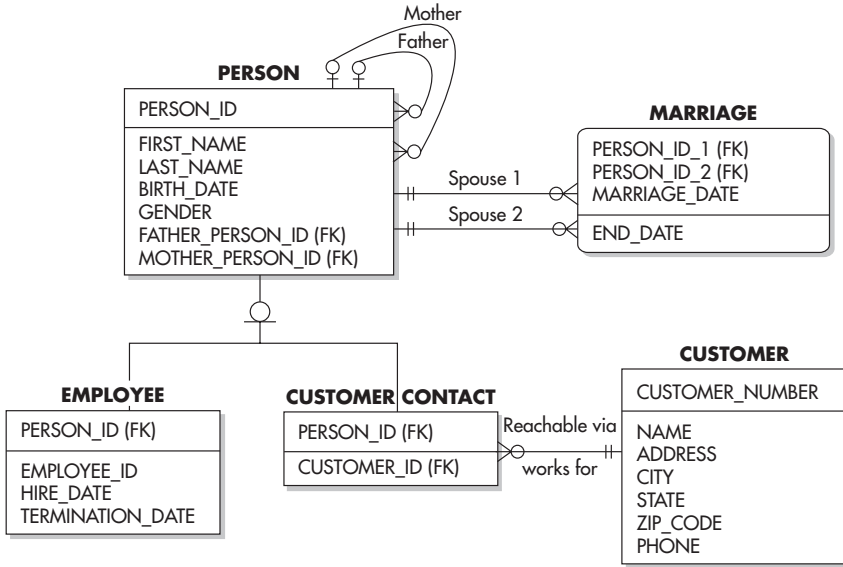 Mother
Father
PERSON
PERSON_ID
FIRST_NAME
LAST_NAME
BIRTH_DATE
GENDER
FATHER_PERSON_ID (FK)
MOTHER_PERSON_ID (FK)
Spouse 1
Spouse 2
MARRIAGE
PERSON_ID_1 (FK)
PERSON_ID_2 (FK)
MARRIAGE_DATE
END_DATE
EMPLOYEE
PERSON_ID (FK)
EMPLOYEE_ID
HIRE_DATE
TERMINATION_DATE
CUSTOMER CONTACT
PERSON_ID (FK)
CUSTOMER_ID (FK)
Reachable via
works for
CUSTOMER
CUSTOMER_NUMBER
NAME
ADDRESS
CITY
STATE
ZIP_CODE
PHONE